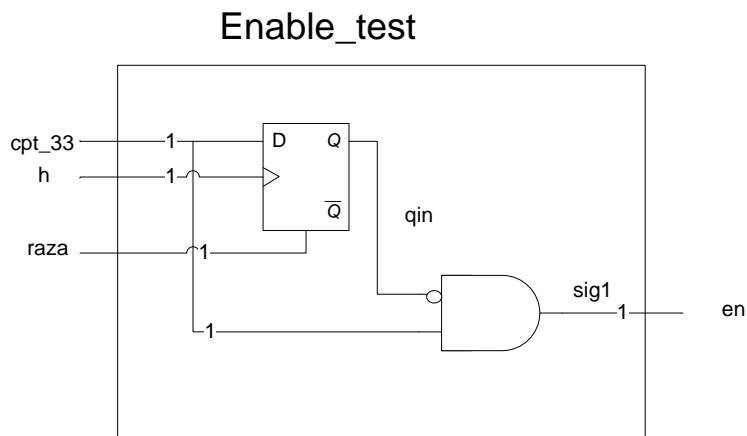 Enable_test
cpt_33 1 D Q
h 1
Q
qin
raza 1
sig1
1 en
1